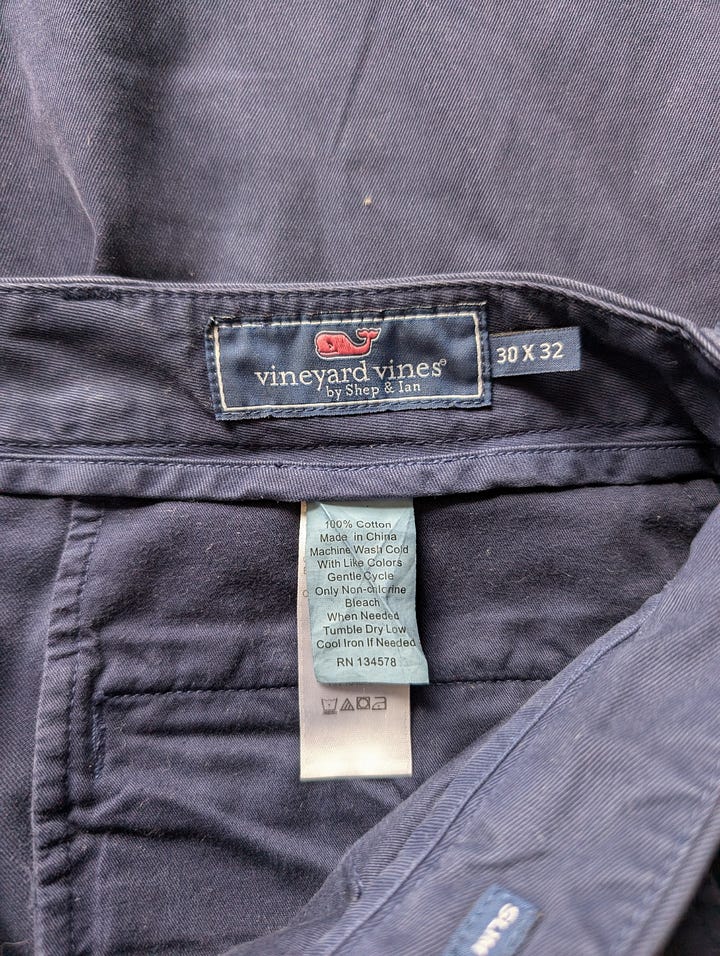 vineyard vines®
by Shep & Ian
30 X 32
100% Cotton
Made in China
Machine Wash Cold
With Like Colors
Gentle Cycle
Only Non-chlorine
Bleach
When Needed
Tumble Dry Low
Cool Iron If Needed
RN 134578
SLIM